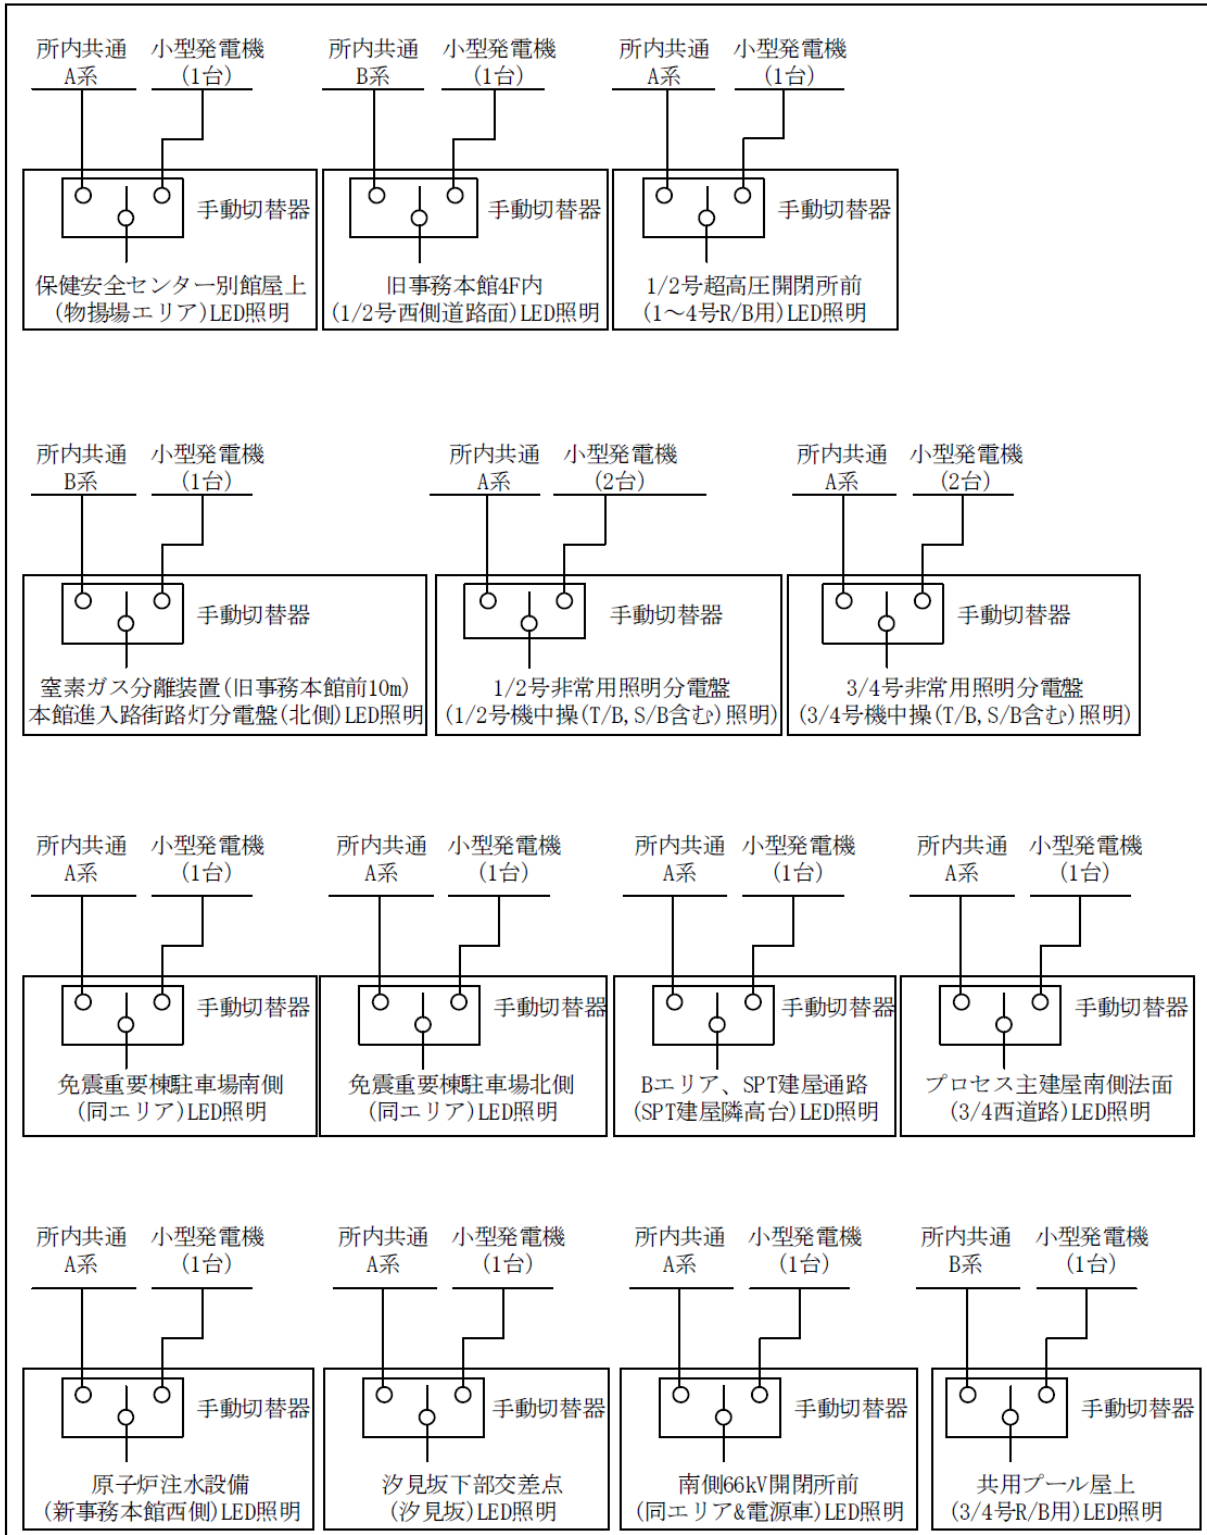 所内共通 小型発電機
A系 (1台)
手動切替器
保健安全センター別館屋上
(物揚場エリア)LED照明
所内共通 小型発電機
B系 (1台)
手動切替器
旧事務本館4F内
(1/2号西側道路面)LED照明
所内共通 小型発電機
A系 (1台)
手動切替器
1/2号超高圧開閉所前
(1～4号R/B用)LED照明
所内共通 小型発電機
B系 (1台)
手動切替器
窒素ガス分離装置(旧事務本館前10m)
本館進入路街路灯分電盤(北側)LED照明
所内共通 小型発電機
A系 (2台)
手動切替器
1/2号非常用照明分電盤
(1/2号機中操(T/B,S/B含む)照明)
所内共通 小型発電機
A系 (2台)
手動切替器
3/4号非常用照明分電盤
(3/4号機中操(T/B,S/B含む)照明)
所内共通 小型発電機
A系 (1台)
手動切替器
免震重要棟駐車場南側
(同エリア)LED照明
所内共通 小型発電機
A系 (1台)
手動切替器
免震重要棟駐車場北側
(同エリア)LED照明
所内共通 小型発電機
A系 (1台)
手動切替器
Bエリア、SPT建屋通路
(SPT建屋隣高台)LED照明
所内共通 小型発電機
A系 (1台)
手動切替器
プロセス主建屋南側法面
(3/4西道路)LED照明
所内共通 小型発電機
A系 (1台)
手動切替器
原子炉注水設備
(新事務本館西側)LED照明
所内共通 小型発電機
A系 (1台)
手動切替器
汐見坂下部交差点
(汐見坂)LED照明
所内共通 小型発電機
A系 (1台)
手動切替器
南側66kV開閉所前
(同エリア&電源車)LED照明
所内共通 小型発電機
B系 (1台)
手動切替器
共用プール屋上
(3/4号R/B用)LED照明